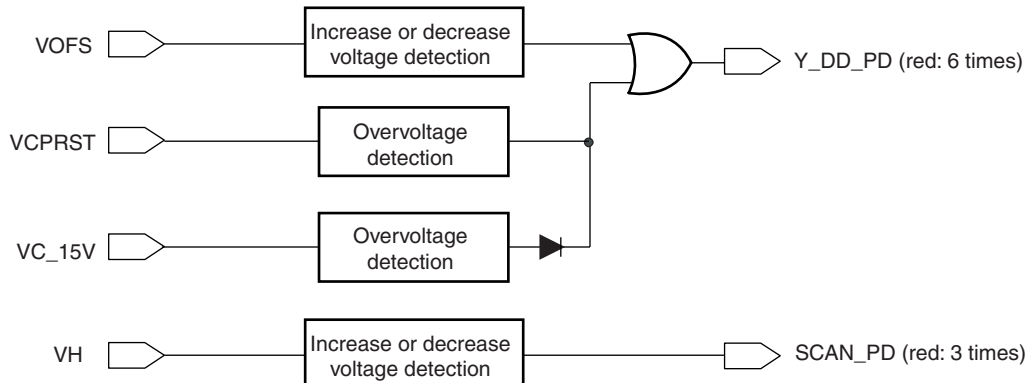 VOFS
Increase or decrease
voltage detection
Y_DD_PD (red: 6 times)
VCPRST
Overvoltage
detection
VC_15V
Overvoltage
detection
VH
Increase or decrease
voltage detection
SCAN_PD (red: 3 times)